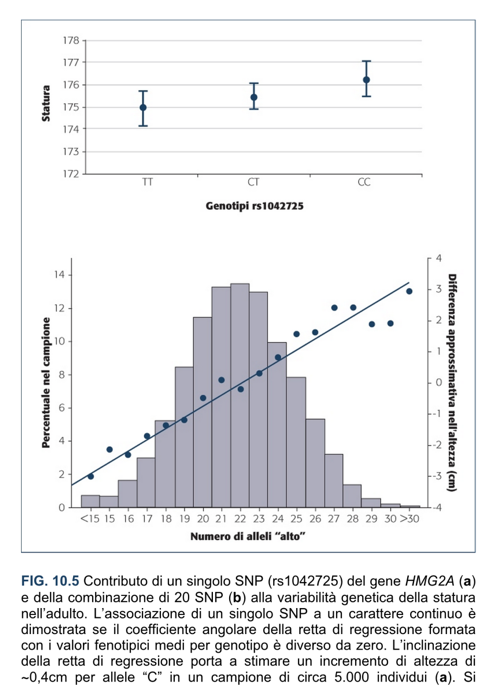 178
177
176
175
174
173
172
Statura
TT CT CC
Genotipi rs1042725
14
12
10
8
6
4
2
0
Percentuale nel campione
4
3
2
1
0
-1
-2
-3
-4
Differenza approssimativa nell'altezza (cm)
<15 15 16 17 18 19 20 21 22 23 24 25 26 27 28 29 30 >30
Numero di alleli "alto"
FIG. 10.5 Contributo di un singolo SNP (rs1042725) del gene HMG2A (a)
e della combinazione di 20 SNP (b) alla variabilità genetica della statura
nell'adulto. L'associazione di un singolo SNP a un carattere continuo è
dimostrata se il coefficiente angolare della retta di regressione formata
con i valori fenotipici medi per genotipo è diverso da zero. L'inclinazione
della retta di regressione porta a stimare un incremento di altezza di
~0,4cm per allele "C" in un campione di circa 5.000 individui (a). Si